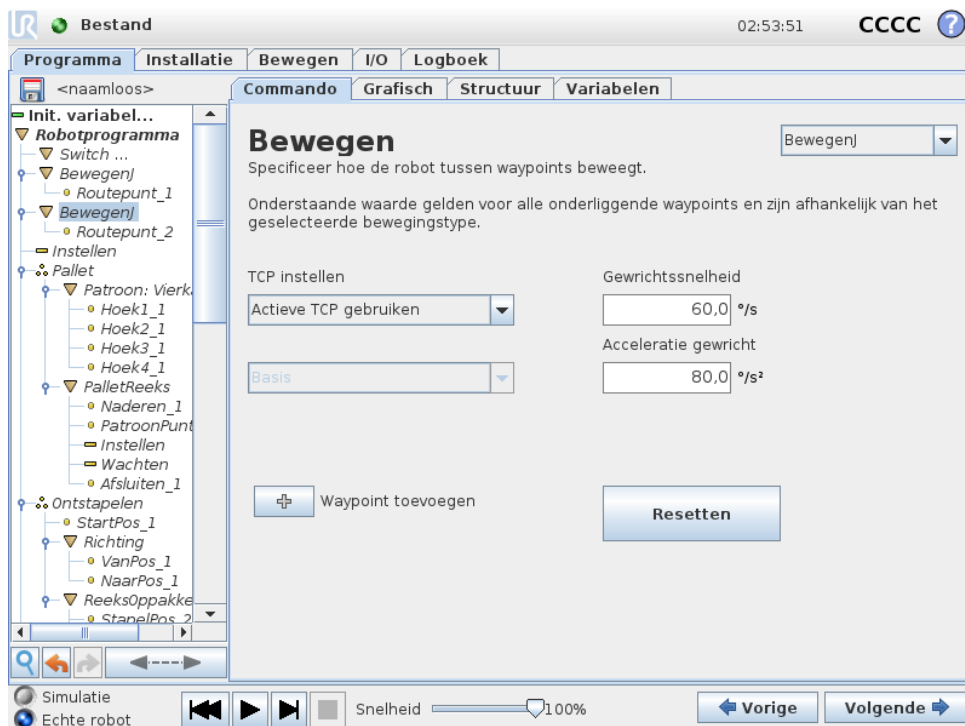 UR Bestand 02:53:51 CCCC ?
Programma Installatie Bewegen I/O Logboek
<naamloos>
Commando Grafisch Structuur Variabelen
Init. variabel...
Robotprogramma
Switch ...
BewegenJ
Routepunt_1
BewegenJ
Routepunt_2
Instellen
Pallet
Patroon: Vierk
Hoek1_1
Hoek2_1
Hoek3_1
Hoek4_1
PalletReeks
Naderen_1
PatroonPunt
Instellen
Wachten
Afsluiten_1
Ontstapelen
StartPos_1
Richting
VanPos_1
NaarPos_1
ReeksOppakke
StapelPos_2
Bewegen
BewegenJ
Specificeer hoe de robot tussen waypoints beweegt.
Onderstaande waarde gelden voor alle onderliggende waypoints en zijn afhankelijk van het
geselecteerde bewegingstype.
TCP instellen Gewrichtssnelheid
Actieve TCP gebruiken 60,0 °/s
Acceleratie gewricht
Basis 80,0 °/s²
Waypoint toevoegen Resetten
Simulatie
Echte robot
Snelheid 100%
Vorige Volgende